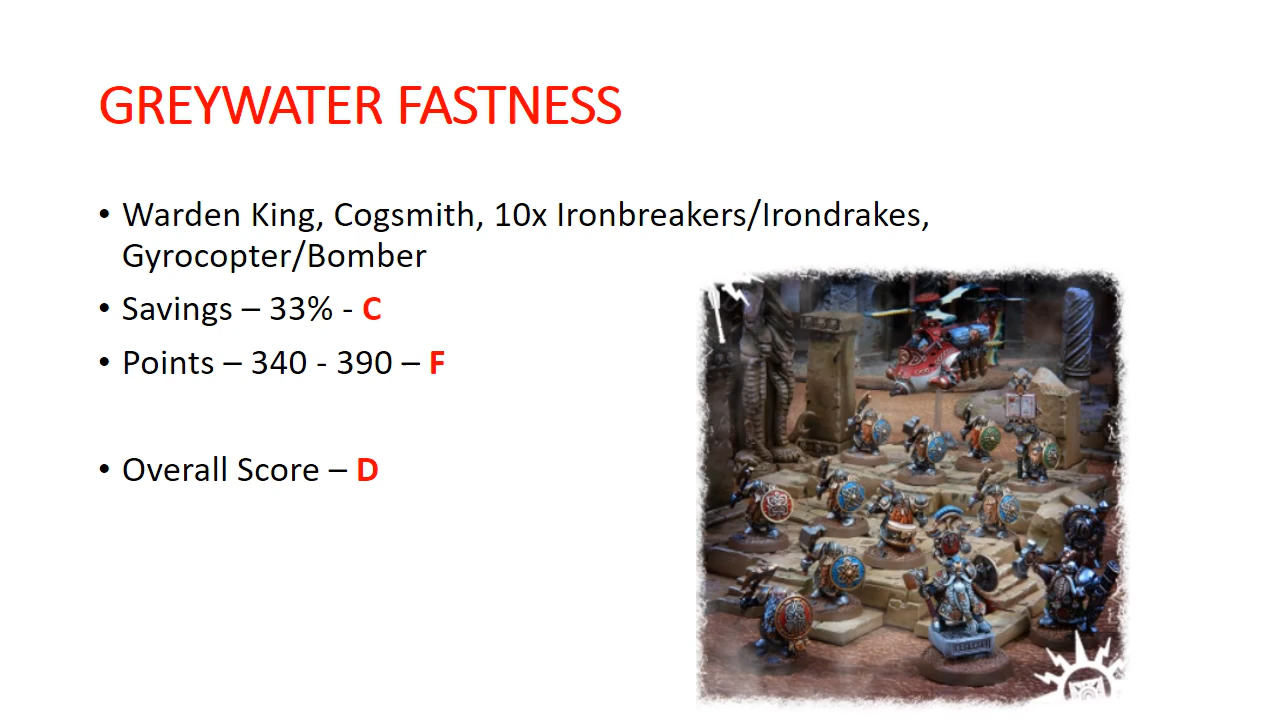 GREYWATER FASTNESS
• Warden King, Cogsmith, 10x Ironbreakers/Irondrakes,
Gyrocopter/Bomber
• Savings – 33% - C
• Points – 340 - 390 – F
• Overall Score – D